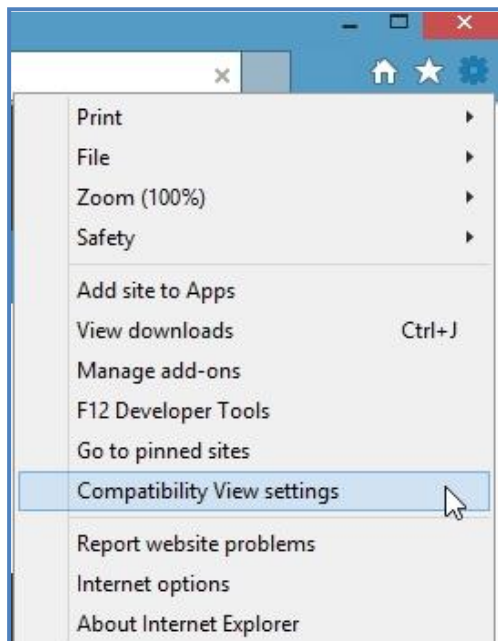 Print
File
Zoom (100%)
Safety
Add site to Apps
View downloads Ctrl+J
Manage add-ons
F12 Developer Tools
Go to pinned sites
Compatibility View settings
Report website problems
Internet options
About Internet Explorer